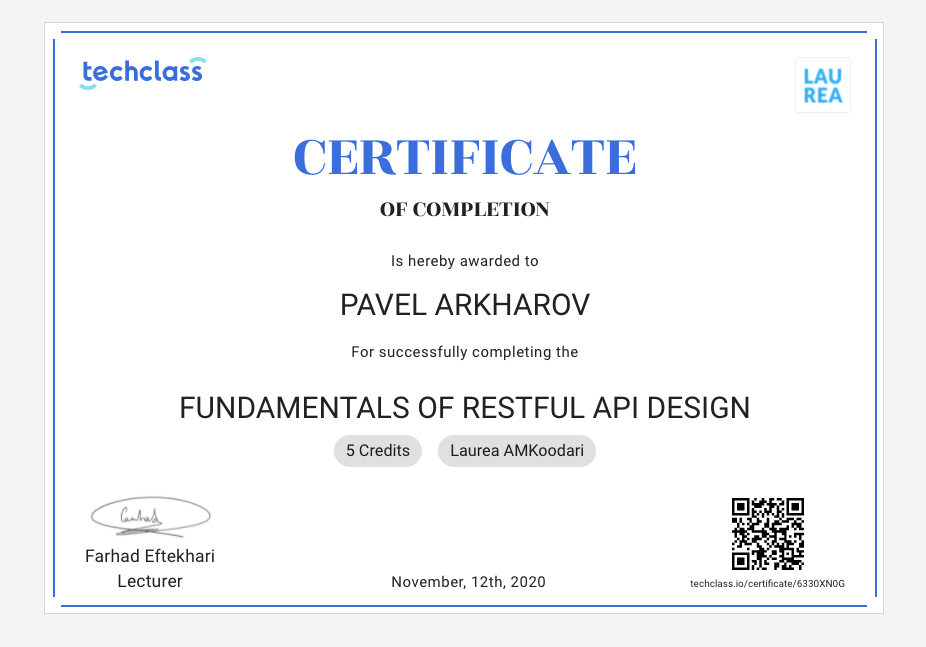 techclass
LAU
REA
CERTIFICATE
OF COMPLETION
Is hereby awarded to
PAVEL ARKHAROV
For successfully completing the
FUNDAMENTALS OF RESTFUL API DESIGN
5 Credits
Laurea AMKoodari
Farhad Eftekhari
Lecturer
November, 12th, 2020
techclass.io/certificate/6330XN0G